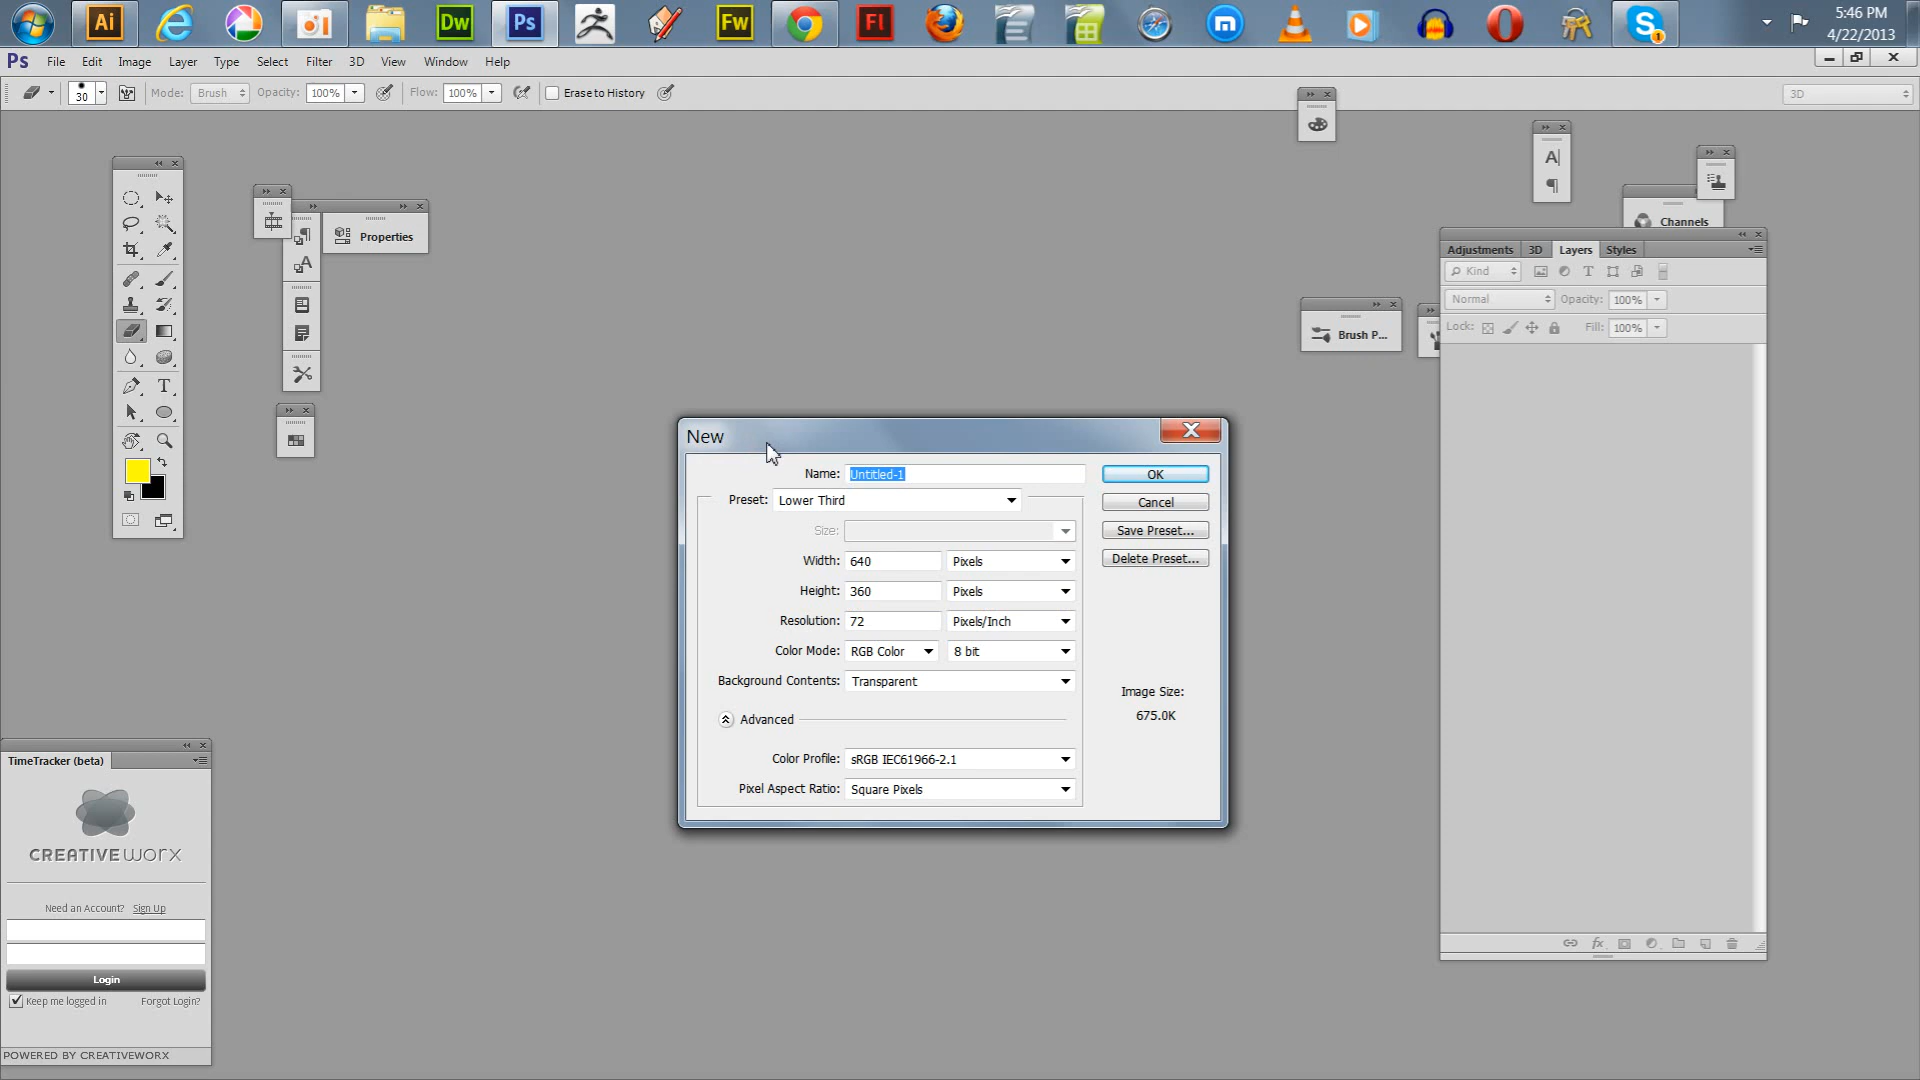 Ai
Dw
Ps
Fw
Fl
m
S
1
5:46 PM
4/22/2013
Ps
File
Edit
Image
Layer
Type
Select
Filter
3D
View
Window
Help
30
Mode:
Brush
Opacity:
100%
Flow:
100%
Erase to History
3D
Properties
A
T
A|
¶
Channels
Brush P...
Adjustments
3D
Layers
Styles
Kind
T
Normal
Opacity:
100%
Lock:
Fill:
100%
fx
New
Name:
Untitled-1
OK
Preset:
Lower Third
Cancel
Size:
Save Preset...
Width:
640
Pixels
Delete Preset...
Height:
360
Pixels
Resolution:
72
Pixels/Inch
Color Mode:
RGB Color
8 bit
Background Contents:
Transparent
Image Size:
675.0K
Advanced
Color Profile:
sRGB IEC61966-2.1
Pixel Aspect Ratio:
Square Pixels
TimeTracker (beta)
CREATIVEworx
Need an Account? Sign Up
Login
Keep me logged in
Forgot Login?
POWERED BY CREATIVEWORX